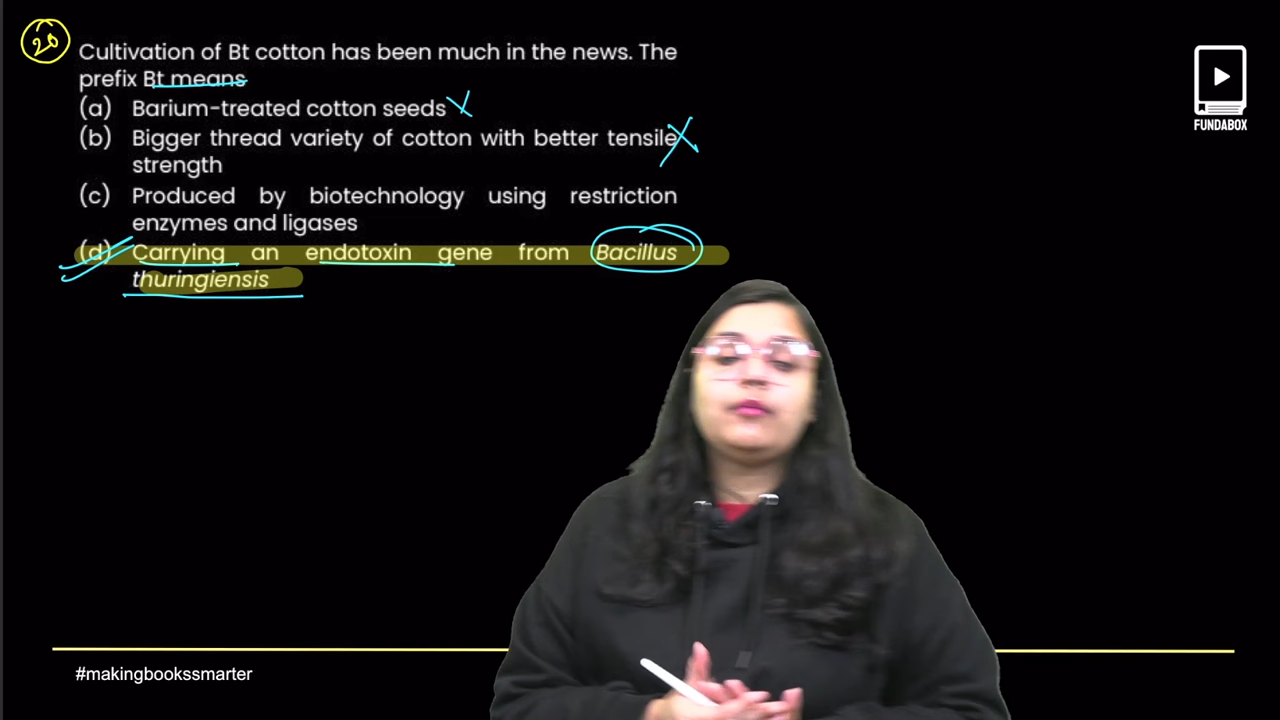 20
Cultivation of Bt cotton has been much in the news. The
prefix Bt means
(a) Barium-treated cotton seeds
(b) Bigger thread variety of cotton with better tensile
strength
(c) Produced by biotechnology using restriction
enzymes and ligases
(d) Carrying an endotoxin gene from Bacillus
thuringiensis
FUNDABOX
#makingbookssmarter